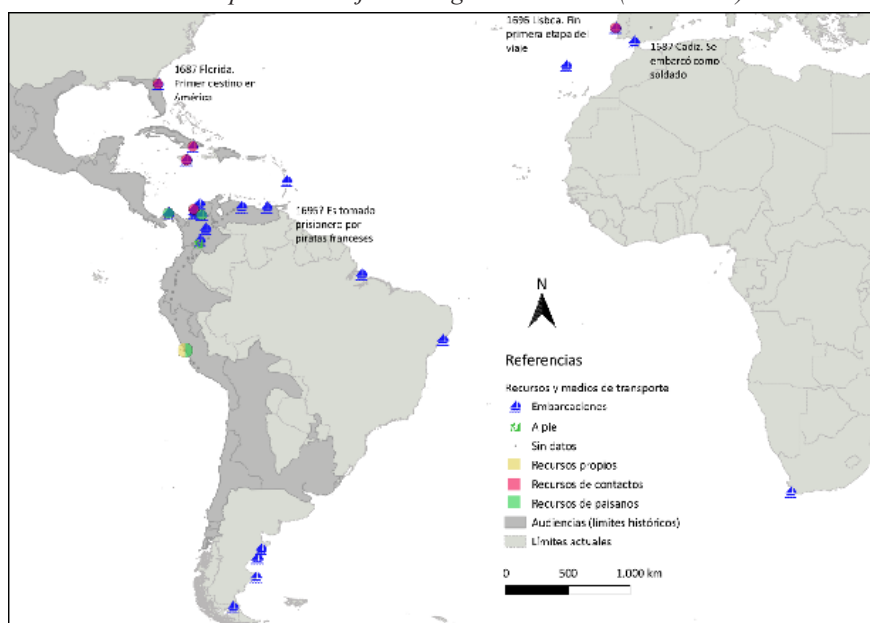 1696 Lisboa. Fin
primera etapa del
viaje
1687 Cadiz. Se
embarcó como
soldado
1687 Florida.
Primer destino en
América
1695? Es tomado
prisionero por
piratas franceses
N
Referencias
Recursos y medios de transporte
Embarcaciones
A pie
Sin datos
Recursos propios
Recursos de contactos
Recursos de paisanos
Audiencias (limites históricos)
Límites actuales
0 500 1.000 km